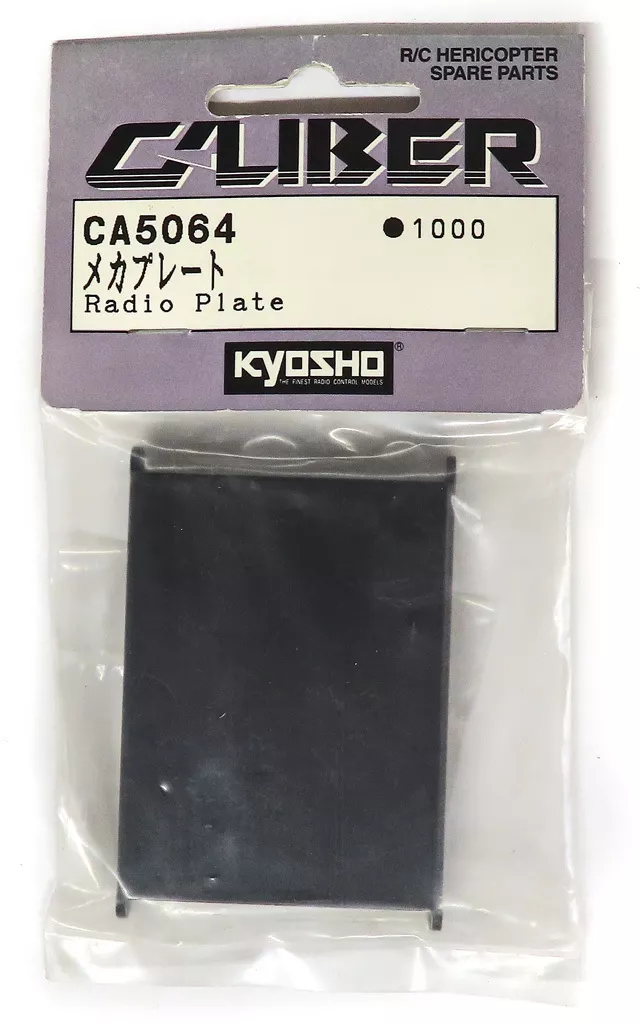 R/C HERICOPTER
SPARE PARTS
CALIBER
CA5064 ●1000
メカプレート
Radio Plate
KYOSHO®
THE FINEST RADIO CONTROL MODELS